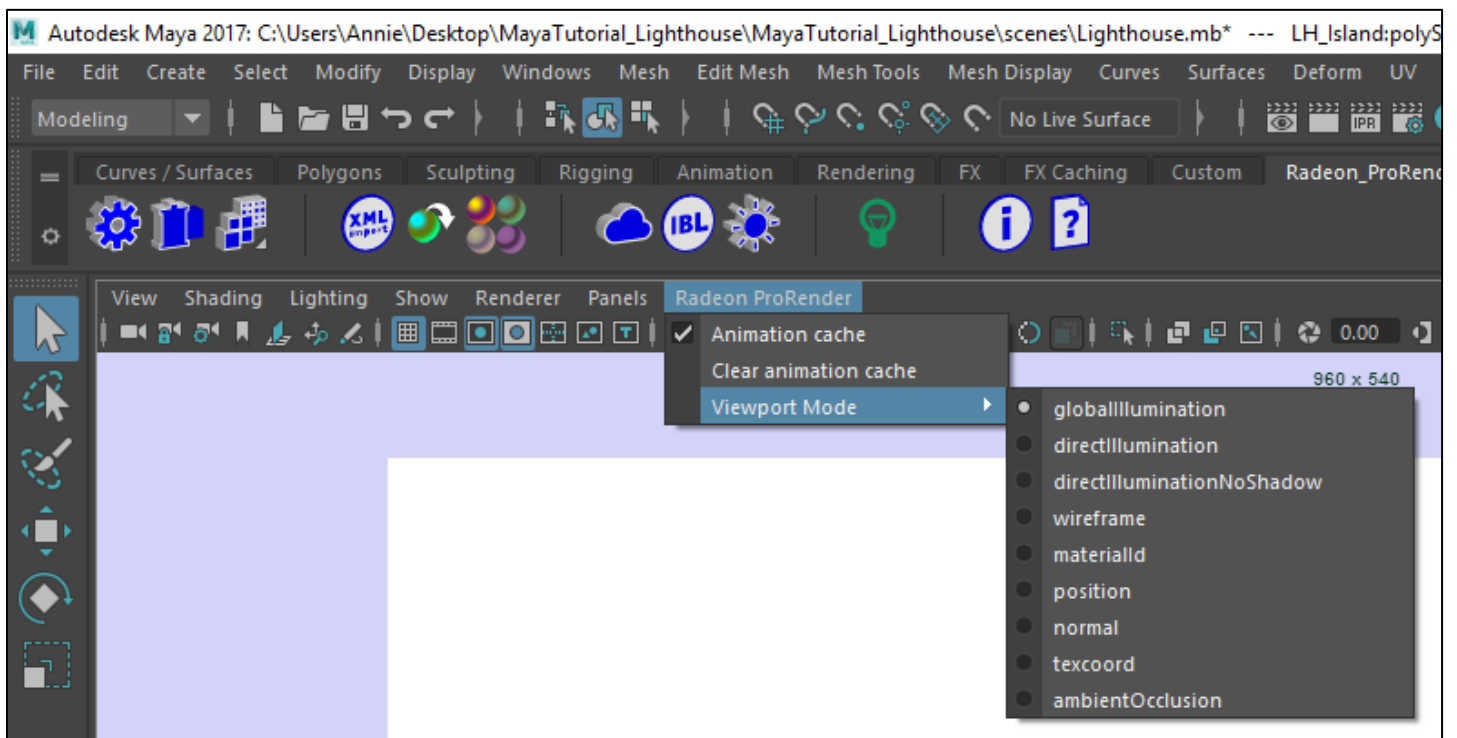 Autodesk Maya 2017: C:\Users\Annie\Desktop\MayaTutorial_Lighthouse\MayaTutorial_Lighthouse\scenes\Lighthouse.mb* --- LH_Island:polyS
File Edit Create Select Modify Display Windows Mesh Edit Mesh Mesh Tools Mesh Display Curves Surfaces Deform UV
Modeling No Live Surface IPR
Curves / Surfaces Polygons Sculpting Rigging Animation Rendering FX FX Caching Custom Radeon_ProRend
XML import IBL i ?
View Shading Lighting Show Renderer Panels Radeon ProRender
T 0.00
Animation cache
Clear animation cache
960 x 540
Viewport Mode
globalIllumination
directIllumination
directIlluminationNoShadow
wireframe
materialId
position
normal
texcoord
ambientOcclusion